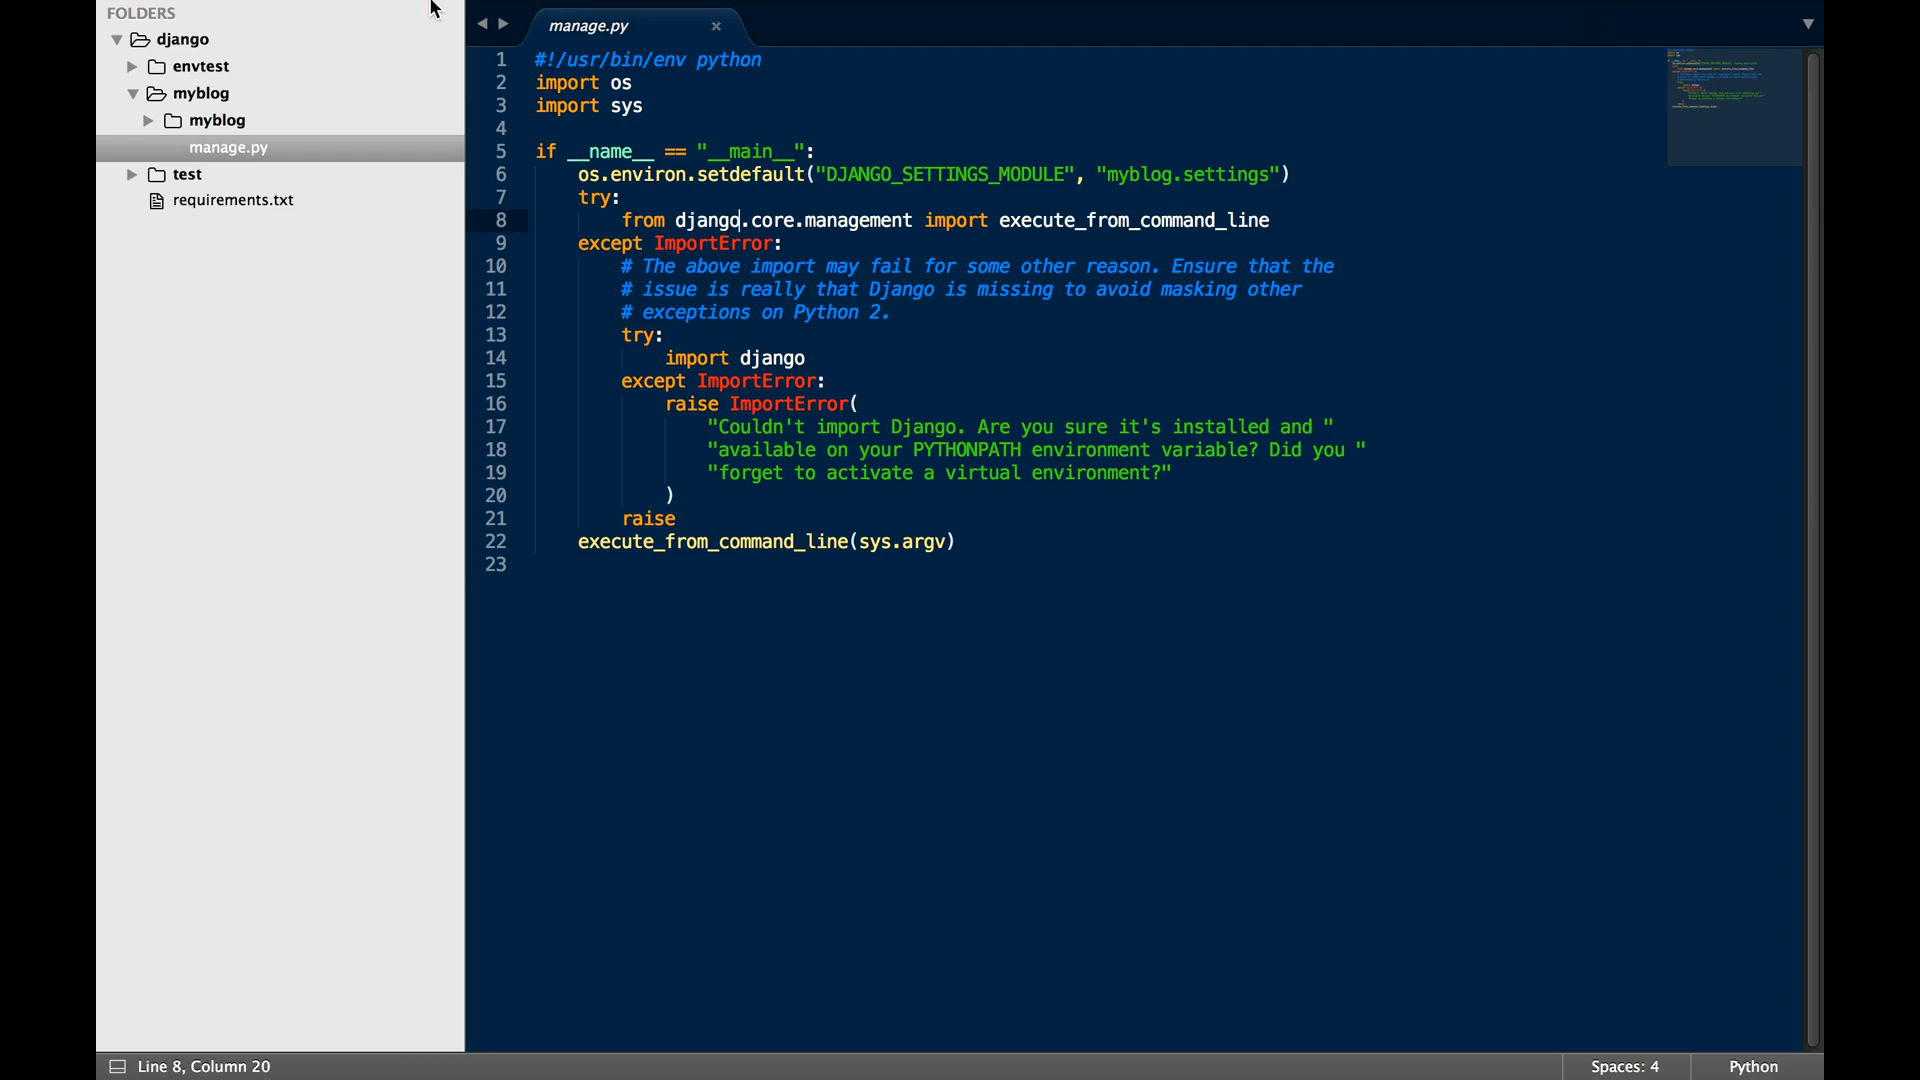 FOLDERS
django
envtest
myblog
myblog
manage.py
test
requirements.txt
manage.py
1 #!/usr/bin/env python
2 import os
3 import sys
4
5 if __name__ == "__main__":
6     os.environ.setdefault("DJANGO_SETTINGS_MODULE", "myblog.settings")
7     try:
8         from django.core.management import execute_from_command_line
9     except ImportError:
10         # The above import may fail for some other reason. Ensure that the
11         # issue is really that Django is missing to avoid masking other
12         # exceptions on Python 2.
13         try:
14             import django
15         except ImportError:
16             raise ImportError(
17                 "Couldn't import Django. Are you sure it's installed and "
18                 "available on your PYTHONPATH environment variable? Did you "
19                 "forget to activate a virtual environment?"
20             )
21         raise
22     execute_from_command_line(sys.argv)
23
Line 8, Column 20
Spaces: 4
Python